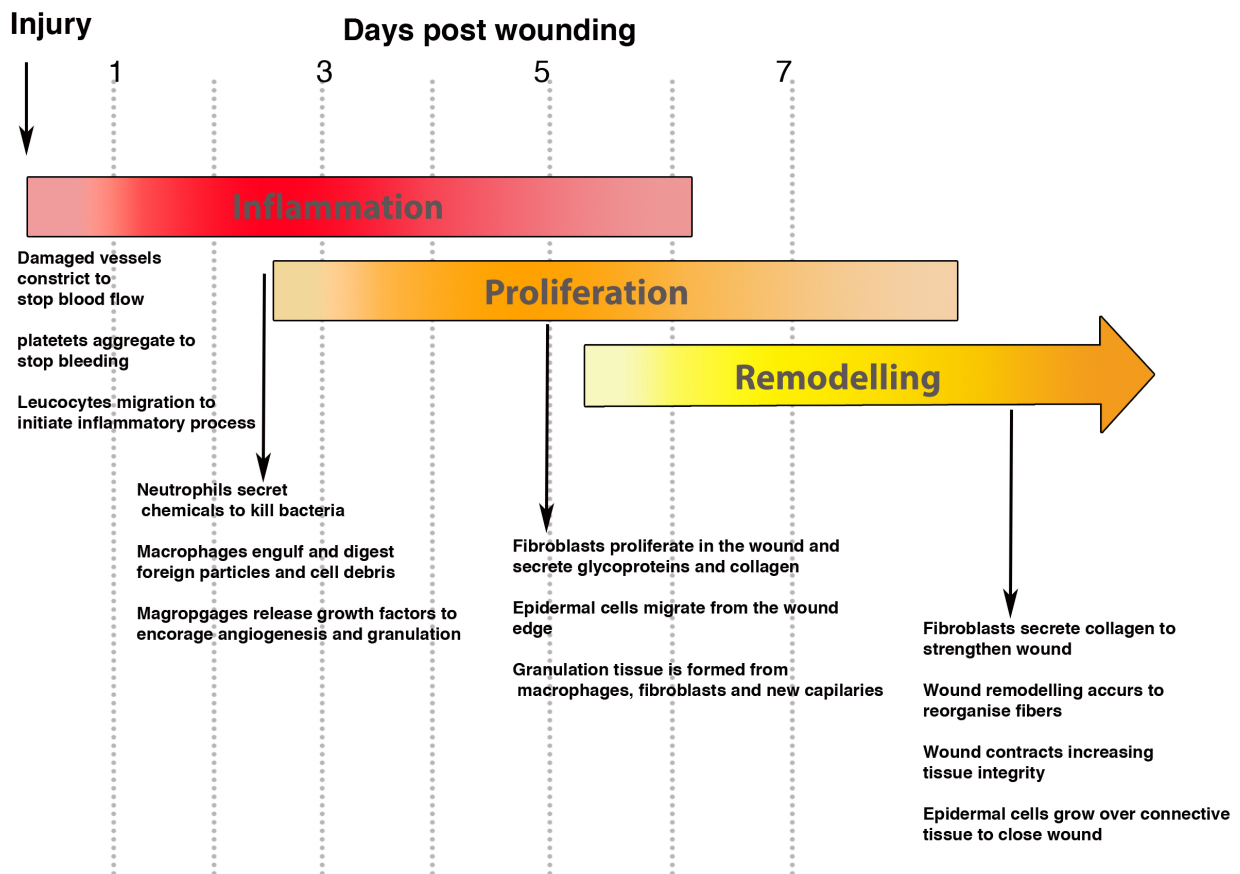 Injury
Days post wounding
1
3
5
7
Inflammation
Damaged vessels
constrict to
stop blood flow
platetets aggregate to
stop bleeding
Leucocytes migration to
initiate inflammatory process
Proliferation
Remodelling
Neutrophils secret
chemicals to kill bacteria
Macrophages engulf and digest
foreign particles and cell debris
Magropgages release growth factors to
encorage angiogenesis and granulation
Fibroblasts proliferate in the wound and
secrete glycoproteins and collagen
Epidermal cells migrate from the wound
edge
Granulation tissue is formed from
macrophages, fibroblasts and new capilaries
Fibroblasts secrete collagen to
strengthen wound
Wound remodelling accurs to
reorganise fibers
Wound contracts increasing
tissue integrity
Epidermal cells grow over connective
tissue to close wound